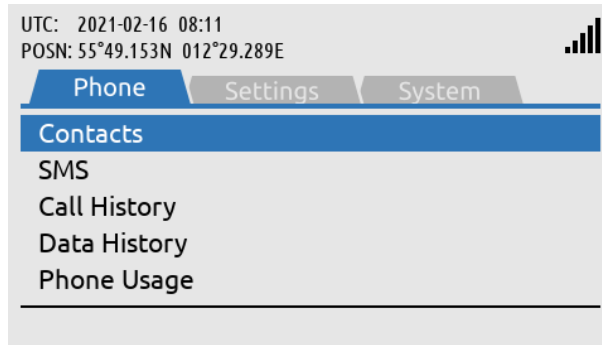 UTC: 2021-02-16 08:11
POSN: 55°49.153N 012°29.289E
Phone Settings System
Contacts
SMS
Call History
Data History
Phone Usage